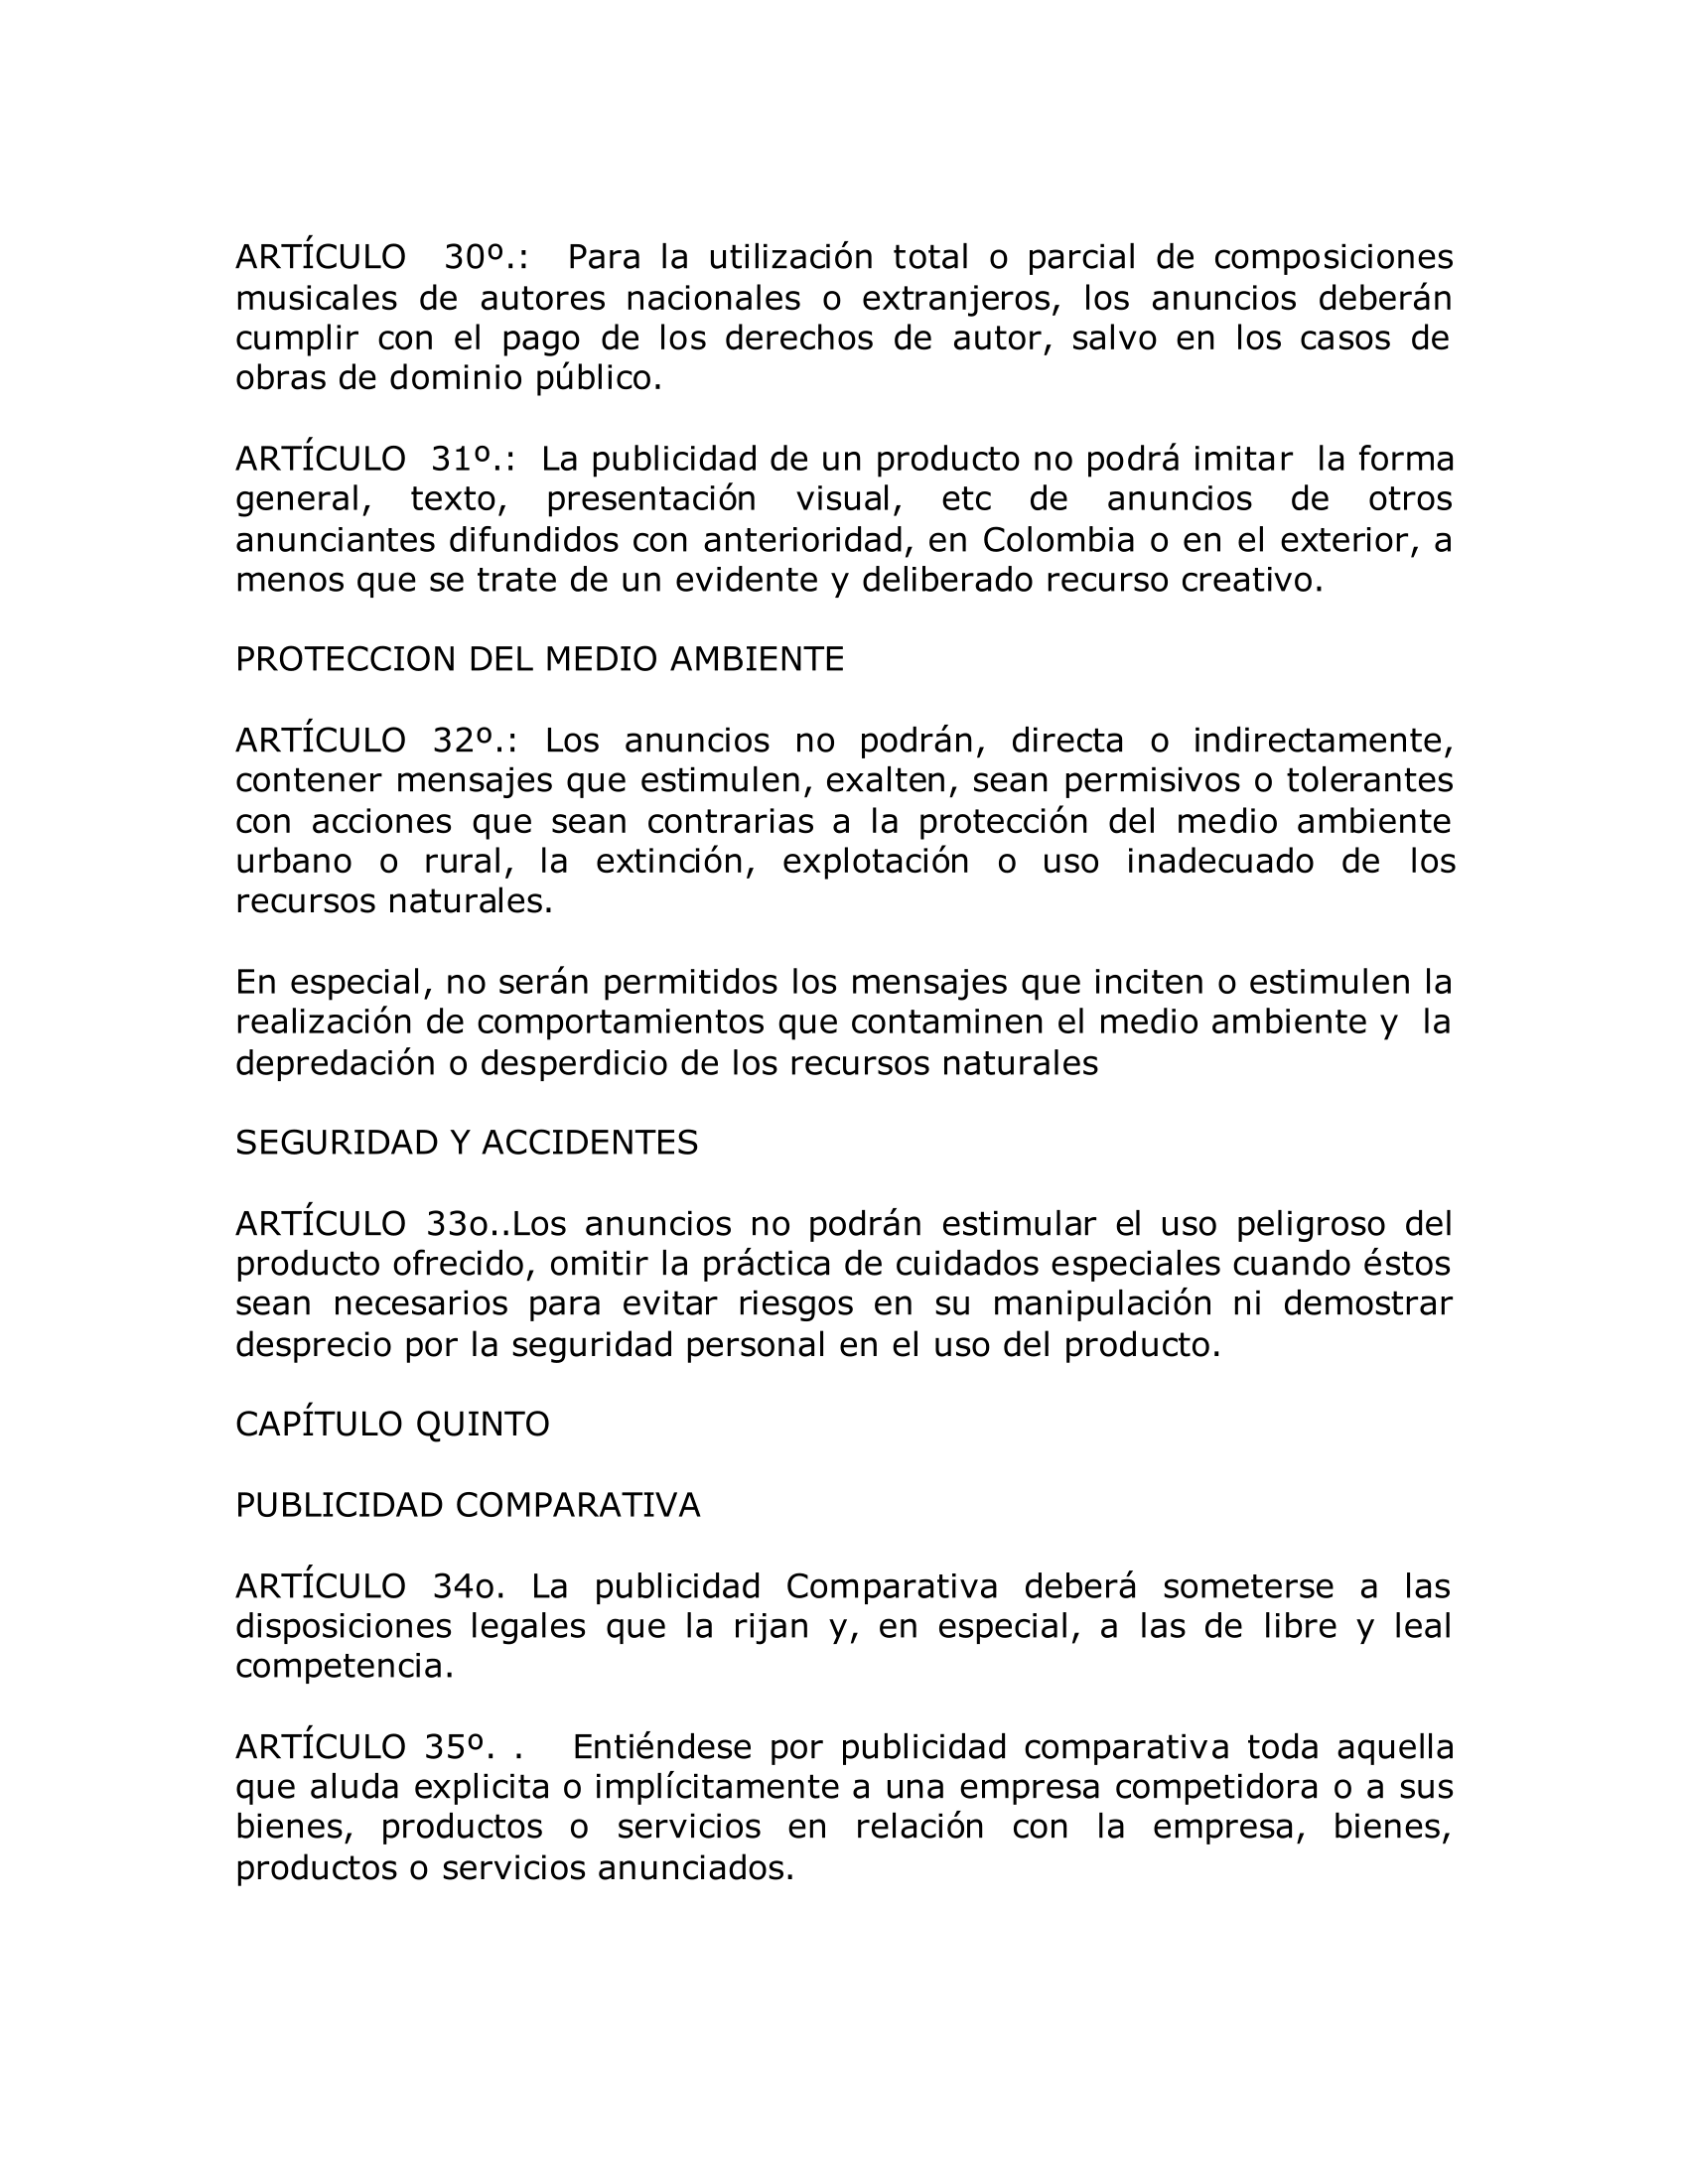 ARTÍCULO 30º.: Para la utilización total o parcial de composiciones
musicales de autores nacionales o extranjeros, los anuncios deberán
cumplir con el pago de los derechos de autor, salvo en los casos de
obras de dominio público.
ARTÍCULO 31º.: La publicidad de un producto no podrá imitar la forma
general, texto, presentación visual, etc de anuncios de otros
anunciantes difundidos con anterioridad, en Colombia o en el exterior, a
menos que se trate de un evidente y deliberado recurso creativo.
PROTECCION DEL MEDIO AMBIENTE
ARTÍCULO 32º.: Los anuncios no podrán, directa o indirectamente,
contener mensajes que estimulen, exalten, sean permisivos o tolerantes
con acciones que sean contrarias a la protección del medio ambiente
urbano o rural, la extinción, explotación o uso inadecuado de los
recursos naturales.
En especial, no serán permitidos los mensajes que inciten o estimulen la
realización de comportamientos que contaminen el medio ambiente y la
depredación o desperdicio de los recursos naturales
SEGURIDAD Y ACCIDENTES
ARTÍCULO 33o..Los anuncios no podrán estimular el uso peligroso del
producto ofrecido, omitir la práctica de cuidados especiales cuando éstos
sean necesarios para evitar riesgos en su manipulación ni demostrar
desprecio por la seguridad personal en el uso del producto.
CAPÍTULO QUINTO
PUBLICIDAD COMPARATIVA
ARTÍCULO 34o. La publicidad Comparativa deberá someterse a las
disposiciones legales que la rijan y, en especial, a las de libre y leal
competencia.
ARTÍCULO 35º. . Entiéndese por publicidad comparativa toda aquella
que aluda explicita o implícitamente a una empresa competidora o a sus
bienes, productos o servicios en relación con la empresa, bienes,
productos o servicios anunciados.